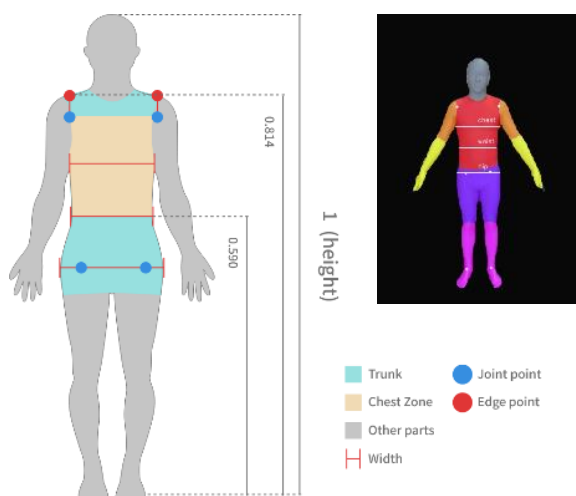 0.814
0.590
1 (height)
chest
waist
hip
Trunk
Joint point
Chest Zone
Edge point
Other parts
Width